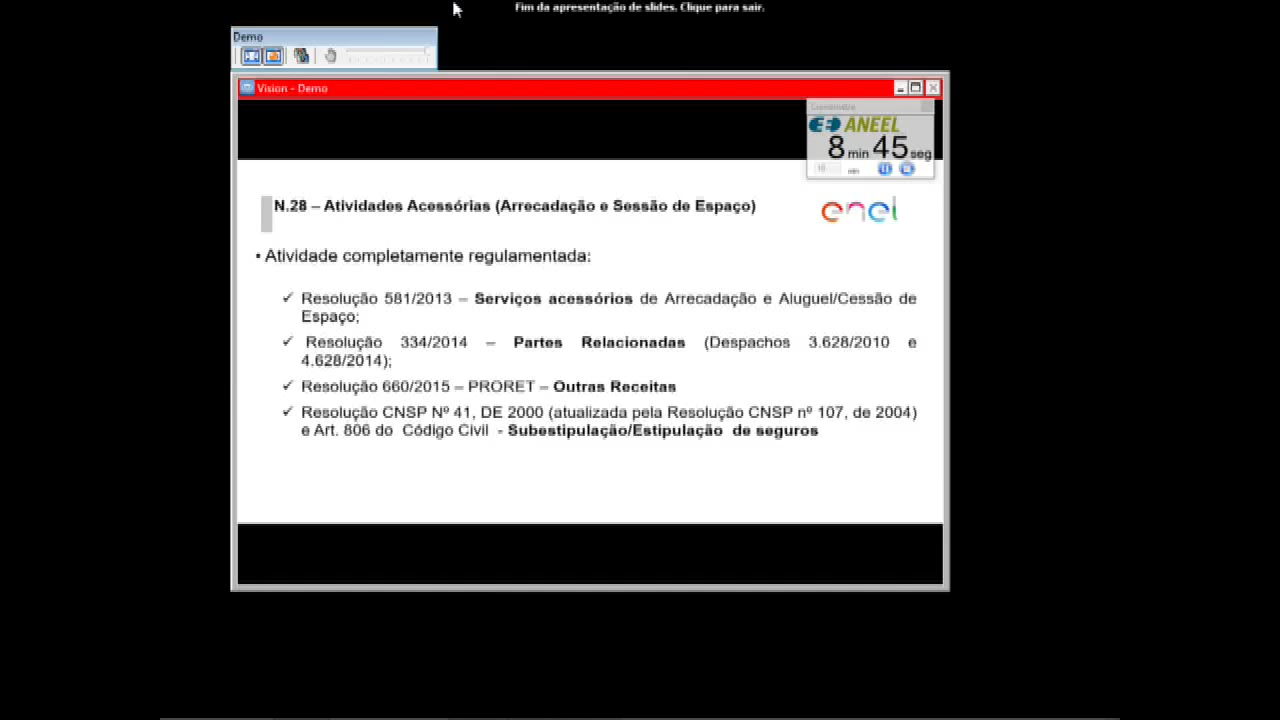 Fim da apresentação de slides. Clique para sair.
Demo
Vision - Demo
Cronômetro
ANEEL
8 min 45 seg
10 min
N.28 – Atividades Acessórias (Arrecadação e Sessão de Espaço)
enel
• Atividade completamente regulamentada:
✓ Resolução 581/2013 – Serviços acessórios de Arrecadação e Aluguel/Cessão de
Espaço;
✓ Resolução 334/2014 – Partes Relacionadas (Despachos 3.628/2010 e
4.628/2014);
✓ Resolução 660/2015 – PRORET – Outras Receitas
✓ Resolução CNSP Nº 41, DE 2000 (atualizada pela Resolução CNSP nº 107, de 2004)
e Art. 806 do Código Civil - Subestipulação/Estipulação de seguros